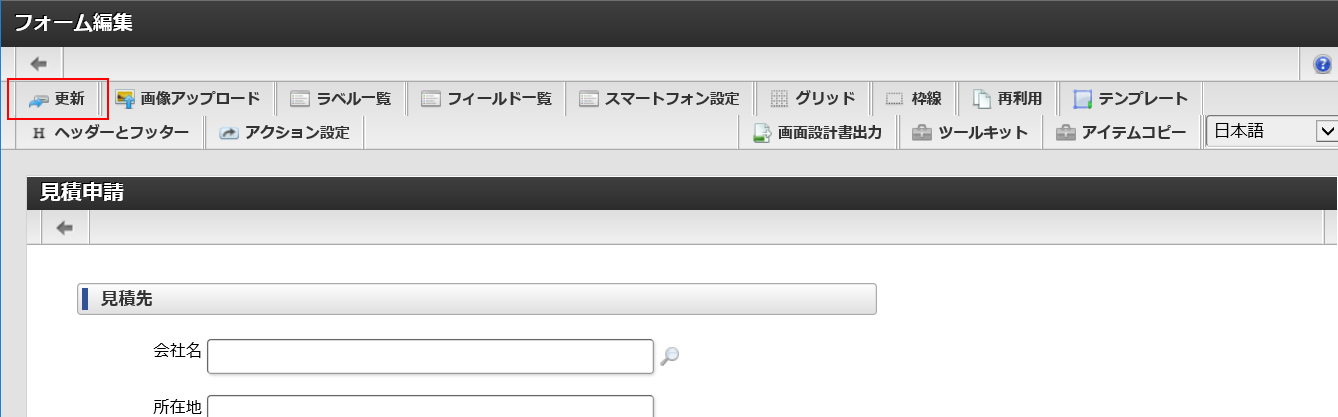 フォーム編集
更新 画像アップロード ラベル一覧 フィールド一覧 スマートフォン設定 グリッド 枠線 再利用 テンプレート
H ヘッダーとフッター アクション設定 画面設計書出力 ツールキット アイテムコピー 日本語
見積申請
見積先
会社名
所在地